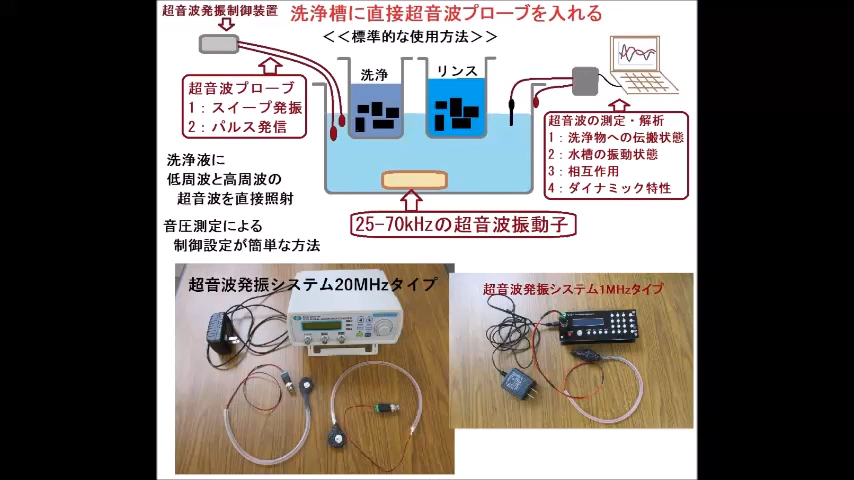 超音波発振制御装置
洗浄槽に直接超音波プローブを入れる
<<標準的な使用方法>>
洗浄
リンス
超音波プローブ
1:スイープ発振
2:パルス発信
超音波の測定・解析
1:洗浄物への伝搬状態
2:水槽の振動状態
3:相互作用
4:ダイナミック特性
洗浄液に
低周波と高周波の
超音波を直接照射
25-70kHzの超音波振動子
音圧測定による
制御設定が簡単な方法
超音波発振システム20MHzタイプ
超音波発振システム1MHzタイプ